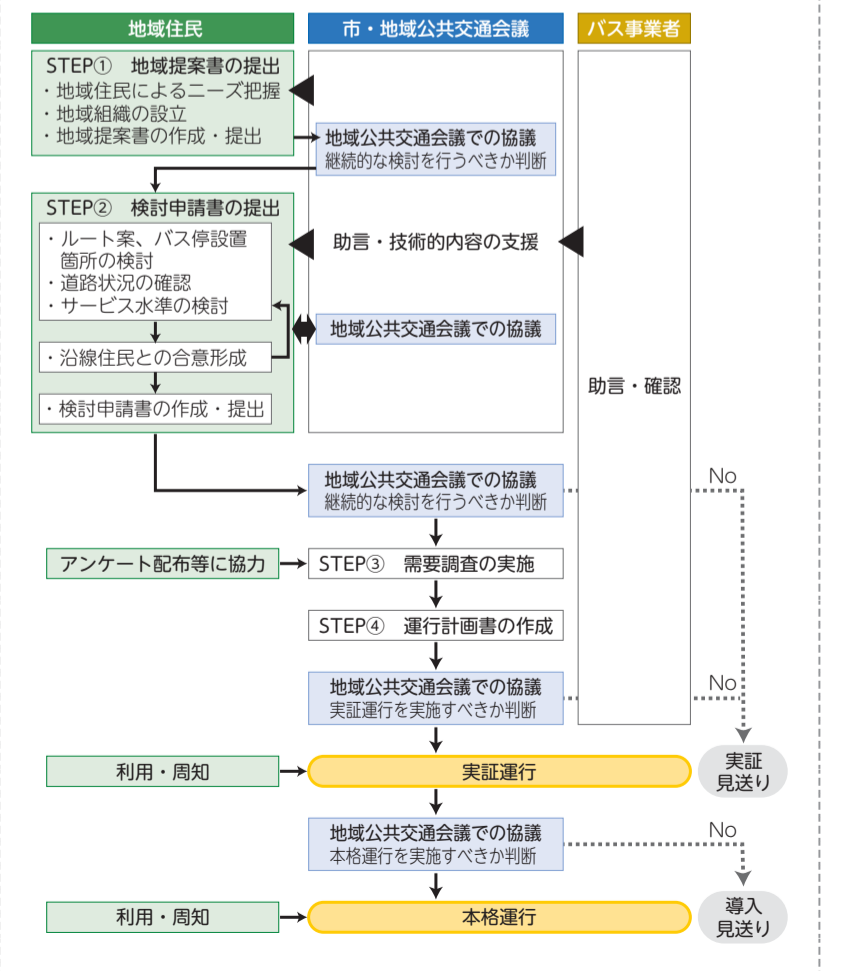 地域住民
市・地域公共交通会議
バス事業者
STEP① 地域提案書の提出
・地域住民によるニーズ把握
・地域組織の設立
・地域提案書の作成・提出
地域公共交通会議での協議
継続的な検討を行うべきか判断
STEP② 検討申請書の提出
・ルート案、バス停設置
箇所の検討
・道路状況の確認
・サービス水準の検討
助言・技術的内容の支援
地域公共交通会議での協議
・沿線住民との合意形成
助言・確認
・検討申請書の作成・提出
地域公共交通会議での協議
継続的な検討を行うべきか判断
No
アンケート配布等に協力
STEP③ 需要調査の実施
STEP④ 運行計画書の作成
地域公共交通会議での協議
実証運行を実施すべきか判断
No
利用・周知
実証運行
実証
見送り
地域公共交通会議での協議
本格運行を実施すべきか判断
No
利用・周知
本格運行
導入
見送り